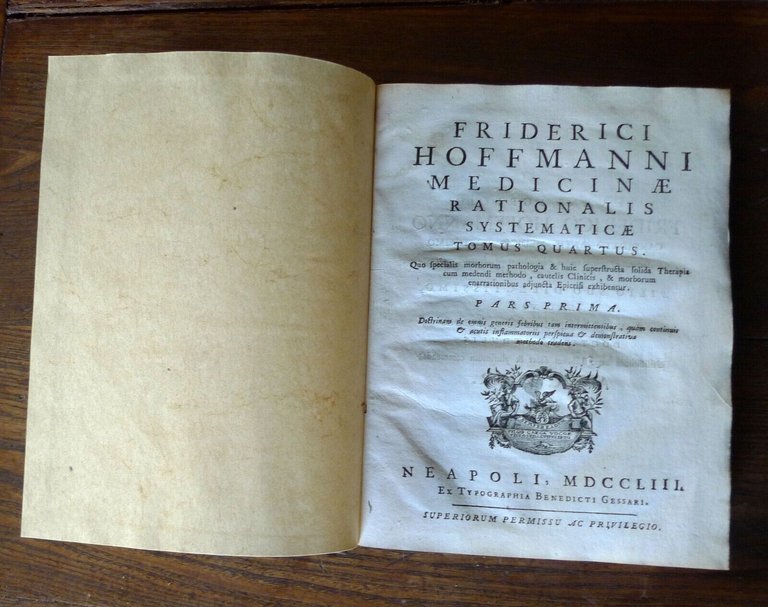 FRIDERICI
HOFFMANNI
MEDICINÆ
RATIONALIS
SYSTEMATICÆ
TOMUS QUARTUS.
Quo specialis morborum pathologia & huic superstructa solida Therapia
cum medendi methodo, cautelis Clinicis, & morborum
enarrationibus adjuncta Epicrisi exhibentur.
PARS PRIMA.
Doctrinam de omnis generis febribus tam intermittentibus, quam continuis
& acutis inflammatoriis perspicua & demonstrativa
methodo tradens.
NEAPOLI, MDCCLIII.
EX TYPOGRAPHIA BENEDICTI GESSARI.
SUPERIORUM PERMISSU AC PRIVILEGIO.